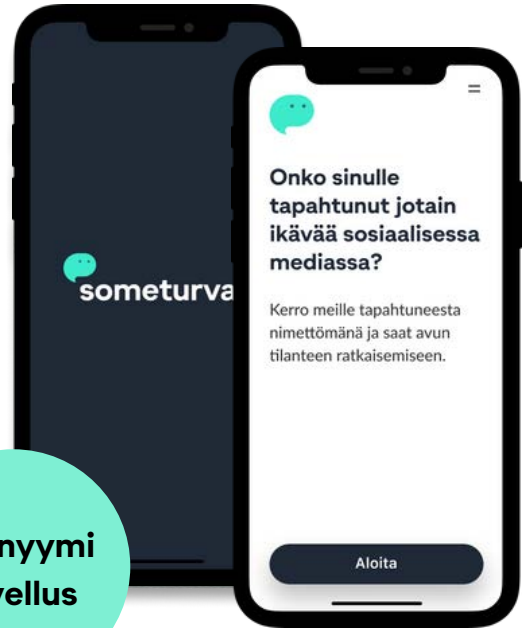 someturva
Onko sinulle
tapahtunut jotain
ikävää sosiaalisessa
mediassa?
Kerro meille tapahtuneesta
nimettömänä ja saat avun
tilanteen ratkaisemiseen.
Aloita